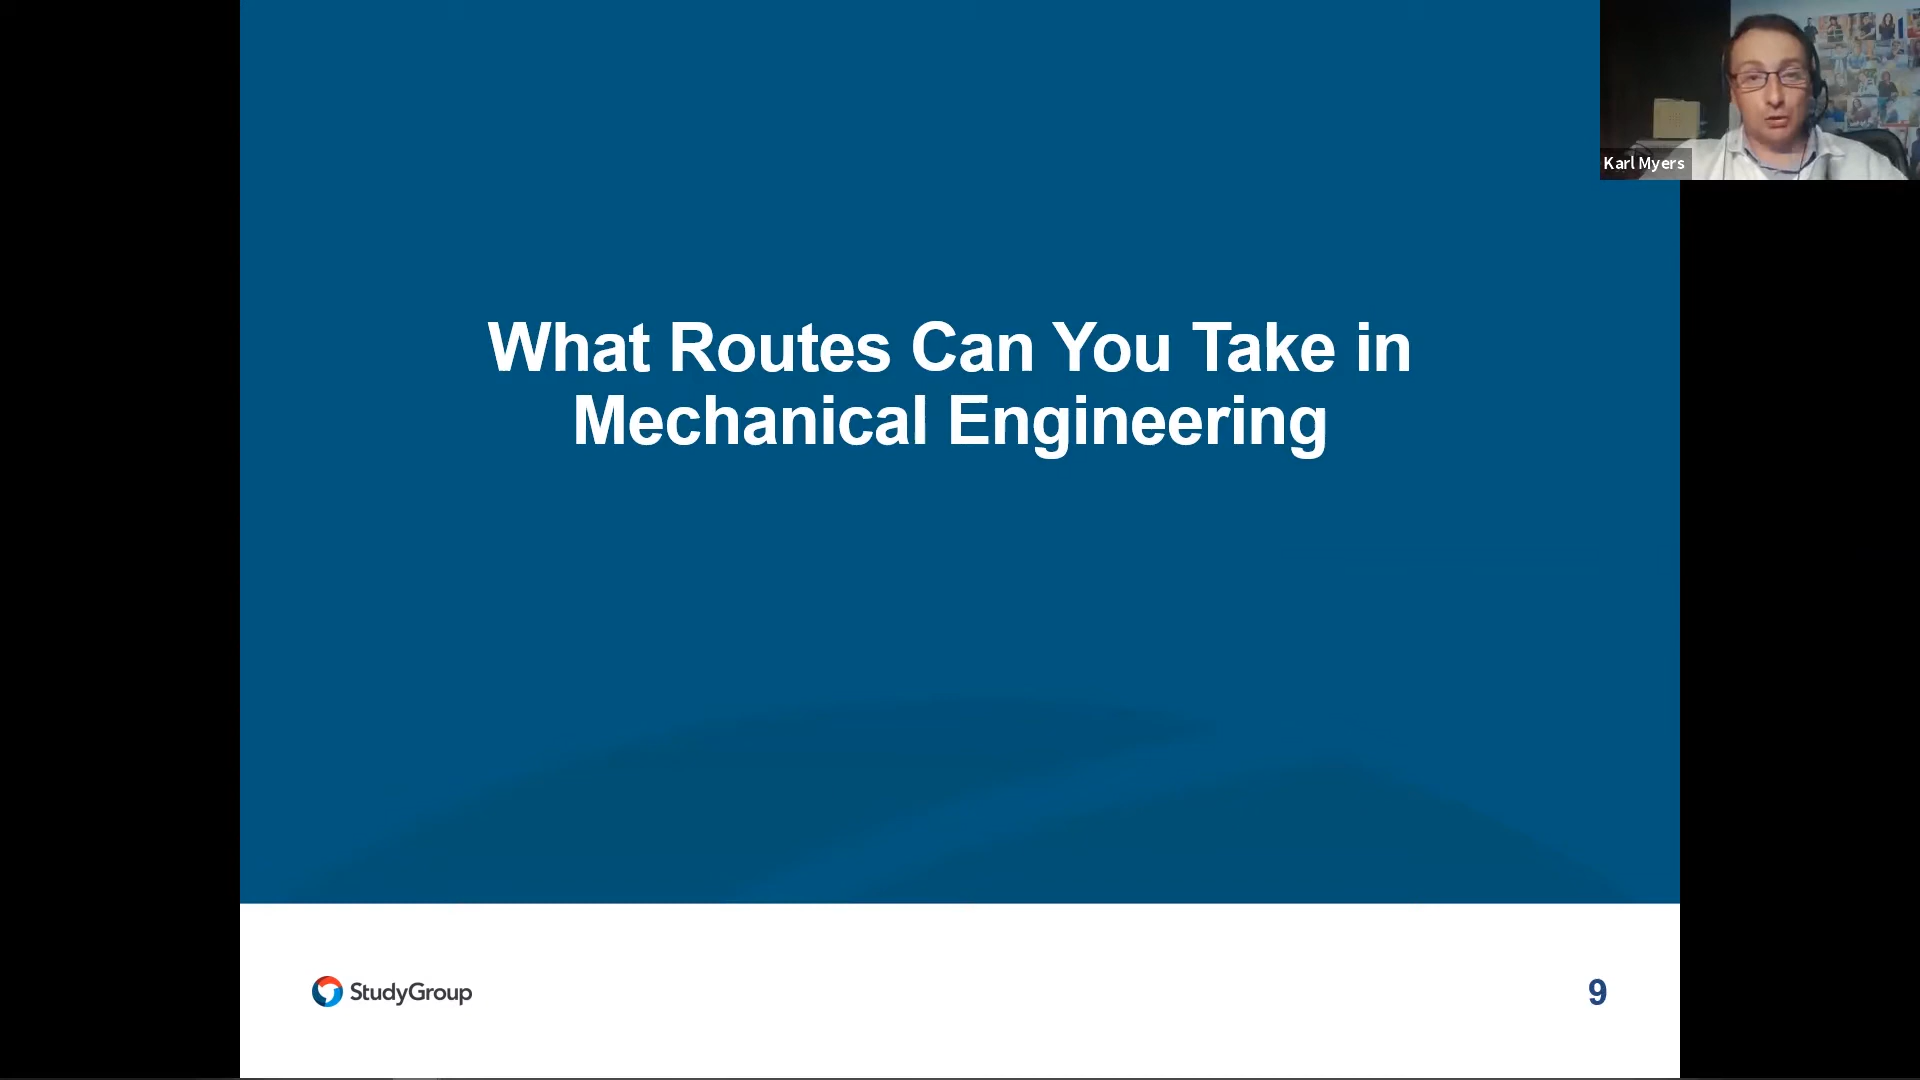 Karl Myers
What Routes Can You Take in
Mechanical Engineering
StudyGroup
9